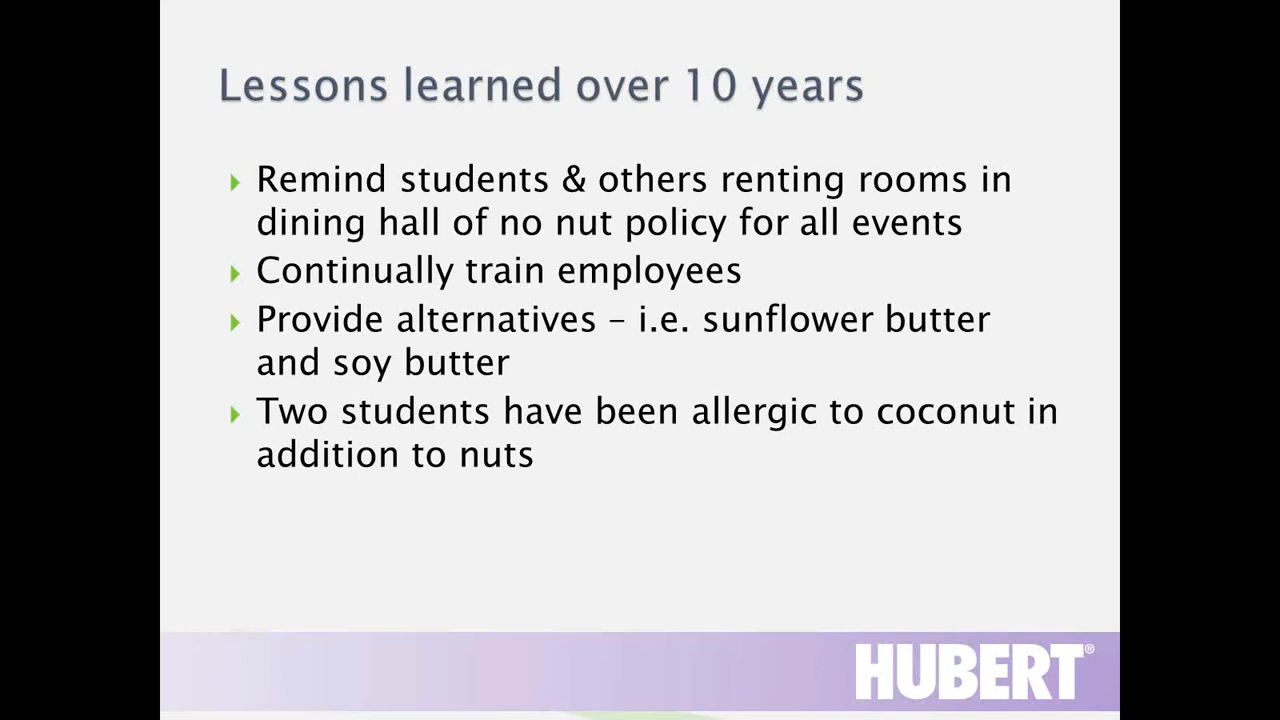 Lessons learned over 10 years
Remind students & others renting rooms in
dining hall of no nut policy for all events
Continually train employees
Provide alternatives – i.e. sunflower butter
and soy butter
Two students have been allergic to coconut in
addition to nuts
HUBERT®